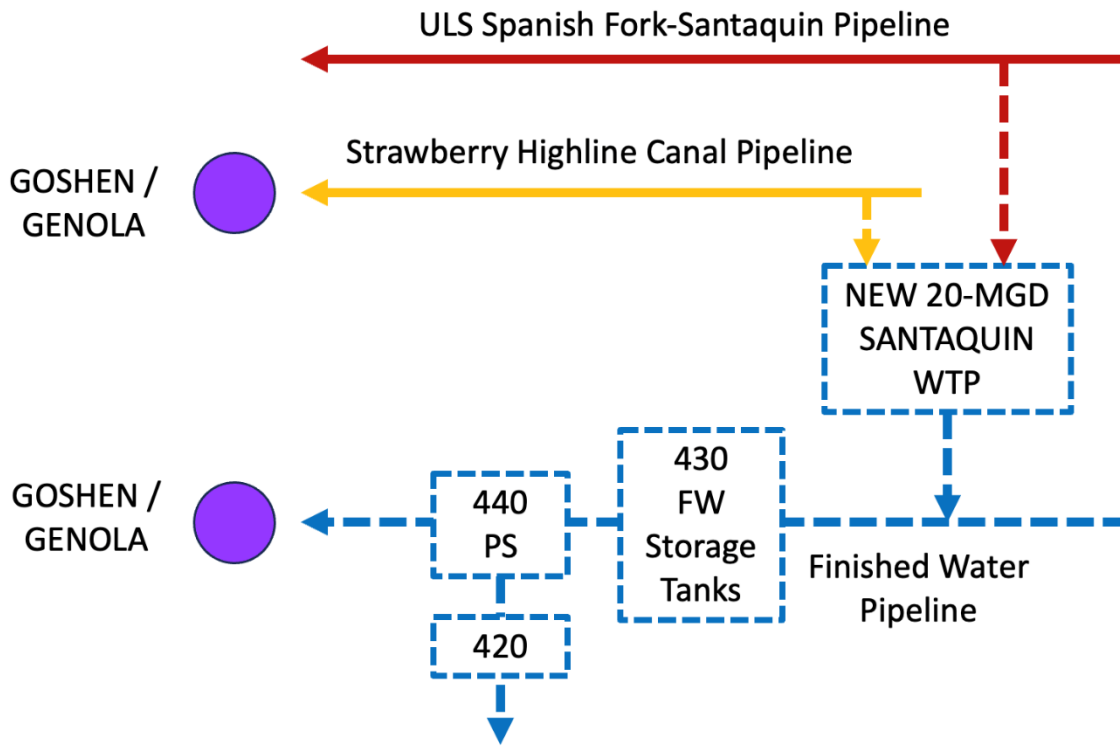 ULS Spanish Fork-Santaquin Pipeline
Strawberry Highline Canal Pipeline
GOSHEN /
GENOLA
NEW 20-MGD
SANTAQUIN
WTP
430
FW
Storage
Tanks
440
PS
GOSHEN /
GENOLA
Finished Water
Pipeline
420